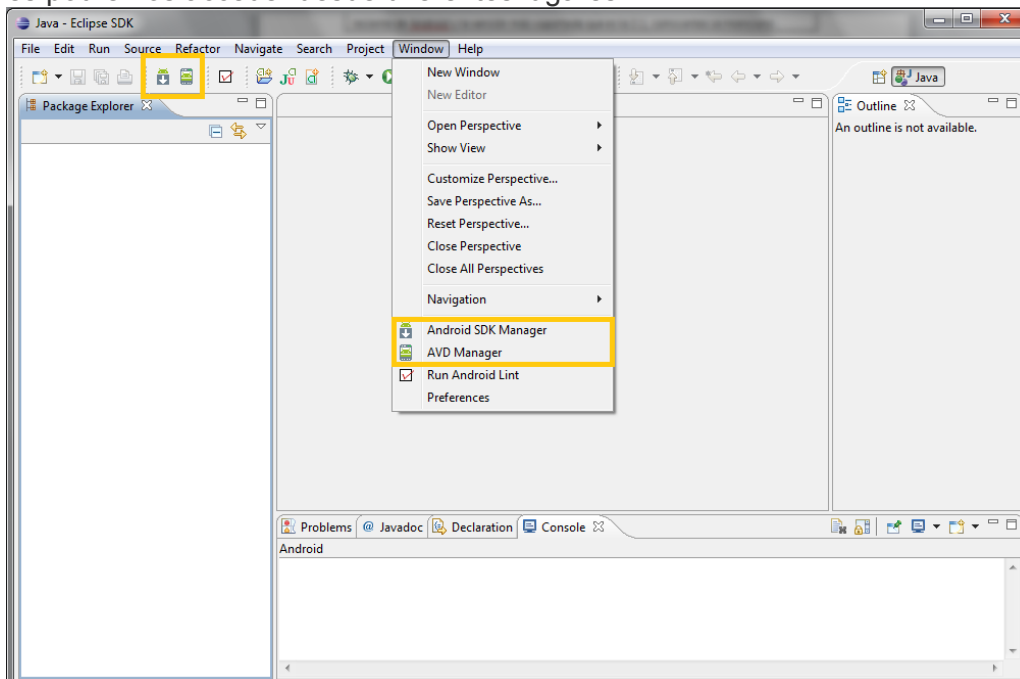 Java - Eclipse SDK
File Edit Run Source Refactor Navigate Search Project Window Help
New Window
New Editor
Open Perspective
Show View
Customize Perspective...
Save Perspective As...
Reset Perspective...
Close Perspective
Close All Perspectives
Navigation
Android SDK Manager
AVD Manager
Run Android Lint
Preferences
Java
Package Explorer
Outline
An outline is not available.
Problems @ Javadoc Declaration Console
Android